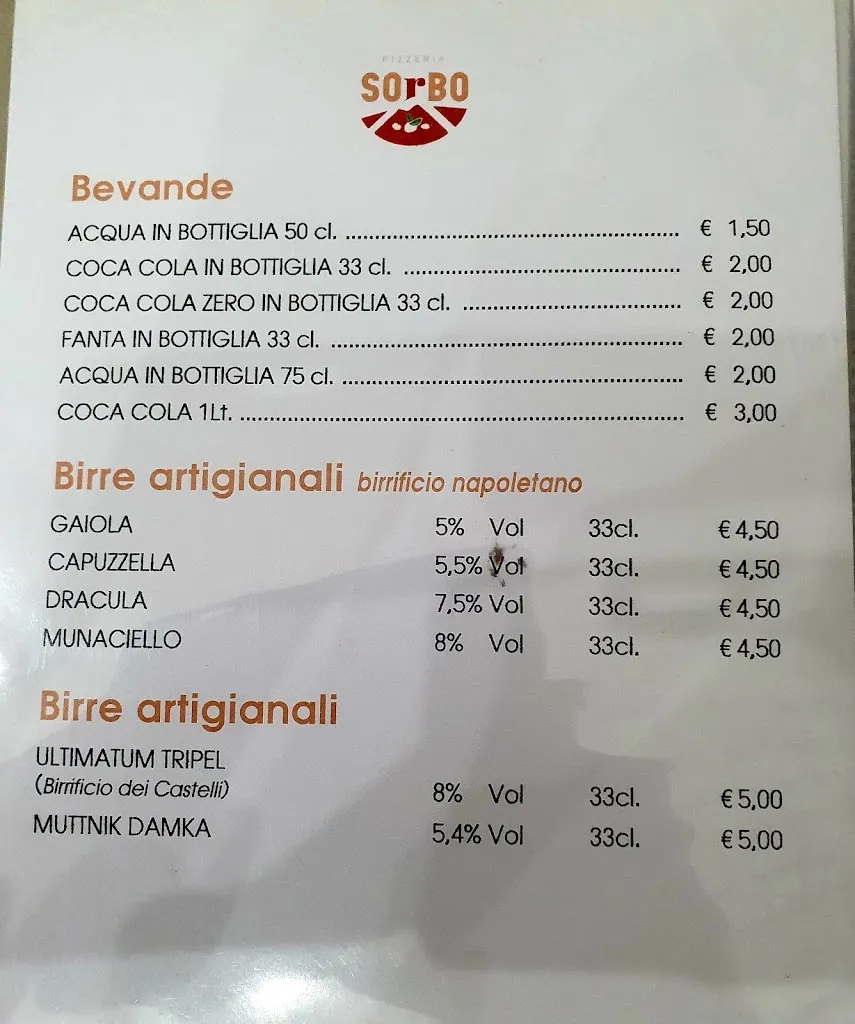 PIZZERIA
SOrBO
Bevande
ACQUA IN BOTTIGLIA 50 cl. ........................................................... € 1,50
COCA COLA IN BOTTIGLIA 33 cl. ................................................. € 2,00
COCA COLA ZERO IN BOTTIGLIA 33 cl. ....................................... € 2,00
FANTA IN BOTTIGLIA 33 cl. .............................................................. € 2,00
ACQUA IN BOTTIGLIA 75 cl. ............................................................ € 2,00
COCA COLA 1Lt. ............................................................................... € 3,00
Birre artigianali birrificio napoletano
GAIOLA 5% Vol 33cl. € 4,50
CAPUZZELLA 5,5% Vol 33cl. € 4,50
DRACULA 7,5% Vol 33cl. € 4,50
MUNACIELLO 8% Vol 33cl. € 4,50
Birre artigianali
ULTIMATUM TRIPEL
(Birrificio dei Castelli) 8% Vol 33cl. € 5,00
MUTTNIK DAMKA 5,4% Vol 33cl. € 5,00